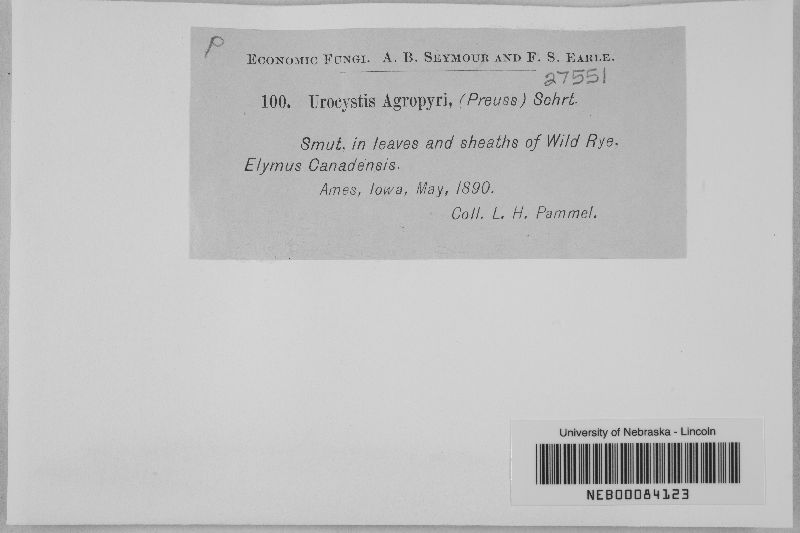 P
Economic Fungi. A. B. Seymour and F. S. Earle.
27551
100. Urocystis Agropyri, (Preuss) Schrt.
Smut, in leaves and sheaths of Wild Rye.
Elymus Canadensis.
Ames, Iowa, May, 1890.
Coll. L. H. Pammel.
University of Nebraska - Lincoln
NEB00084123